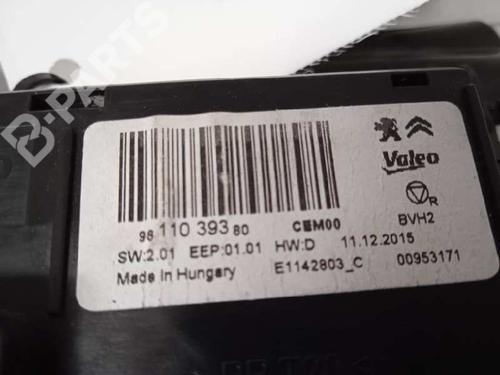 B-PARTS
Valeo
R
98 110 393 80 CEM00 BVH2
SW:2.01 EEP:01.01 HW:D 11.12.2015
Made In Hungary E1142803_C 00953171